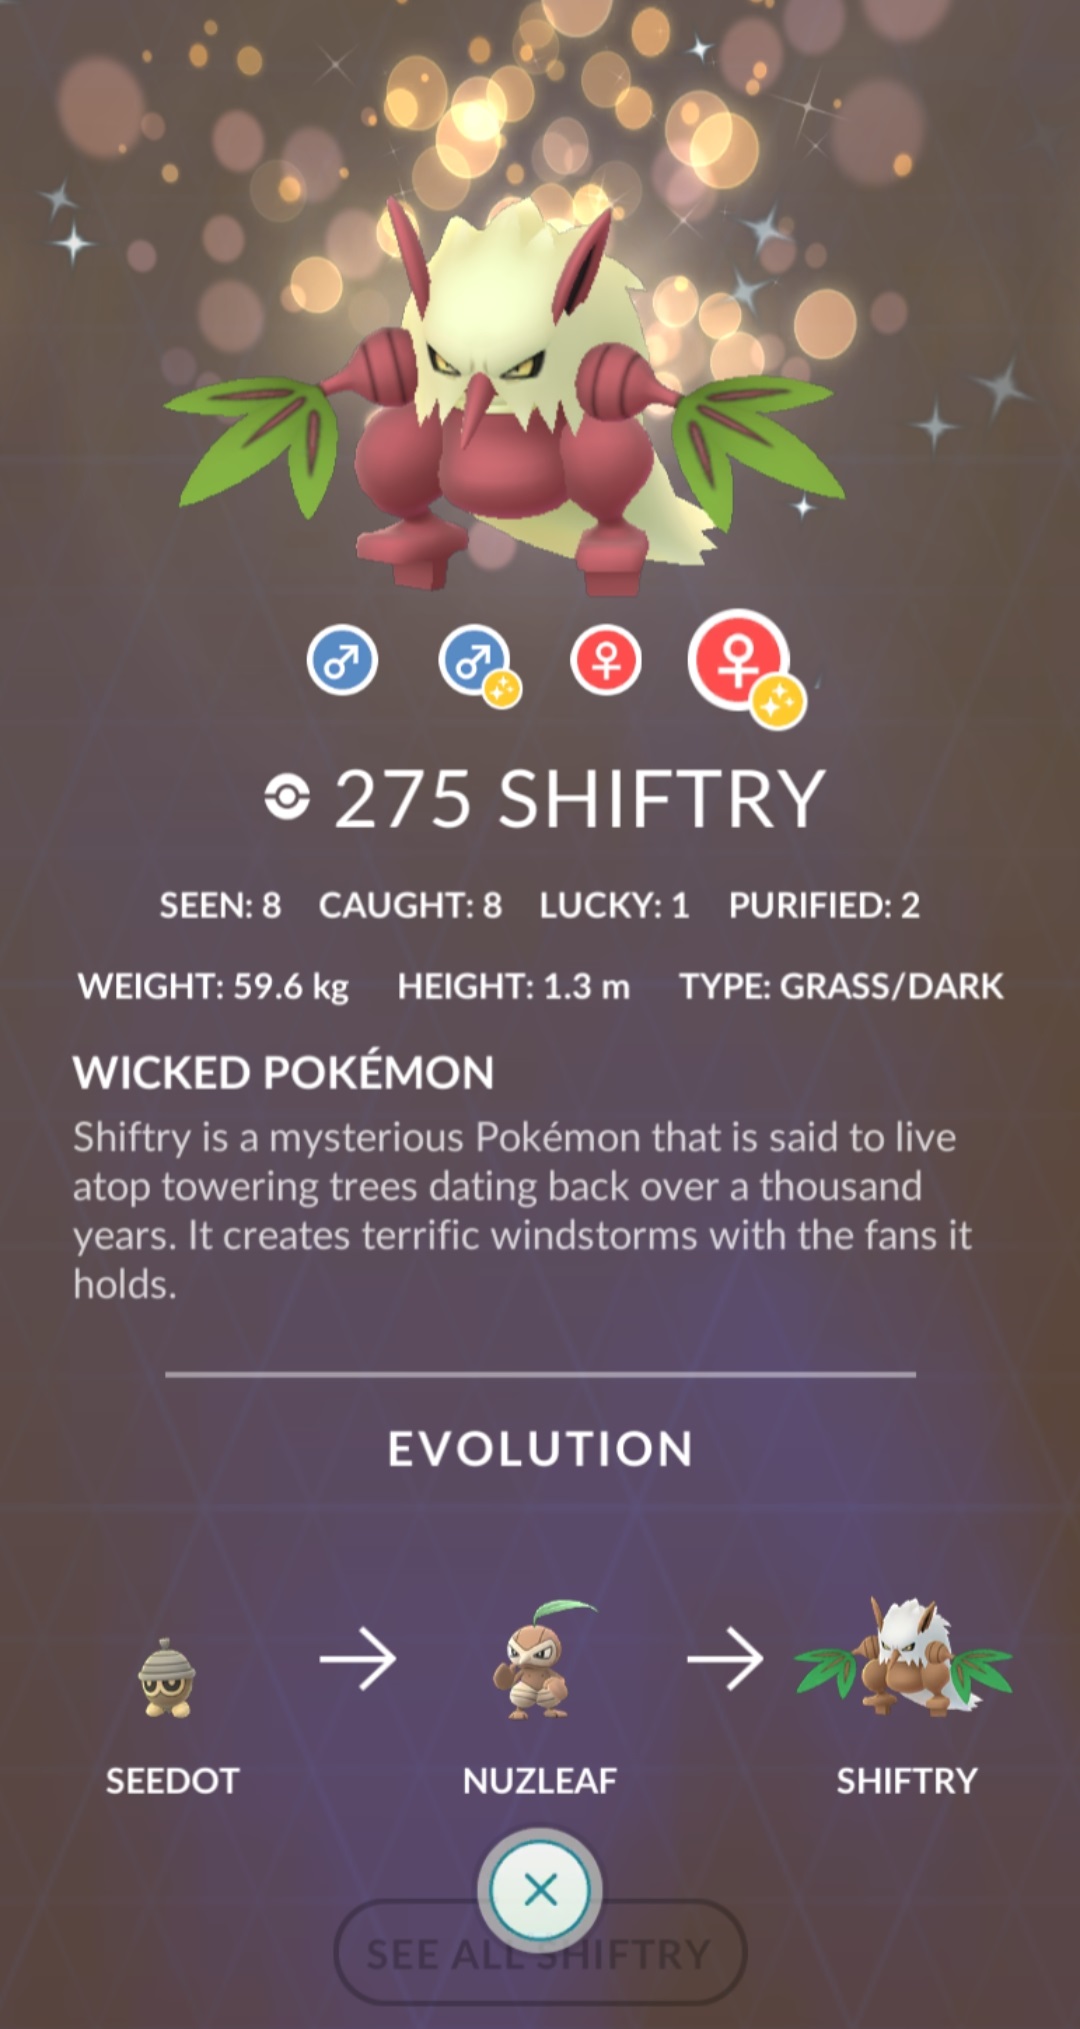 275 SHIFTRY
SEEN: 8 CAUGHT: 8 LUCKY: 1 PURIFIED: 2
WEIGHT: 59.6 kg HEIGHT: 1.3 m TYPE: GRASS/DARK
WICKED POKÉMON
Shiftry is a mysterious Pokémon that is said to live
atop towering trees dating back over a thousand
years. It creates terrific windstorms with the fans it
holds.
EVOLUTION
SEEDOT NUZLEAF SHIFTRY
SEE ALL SHIFTRY